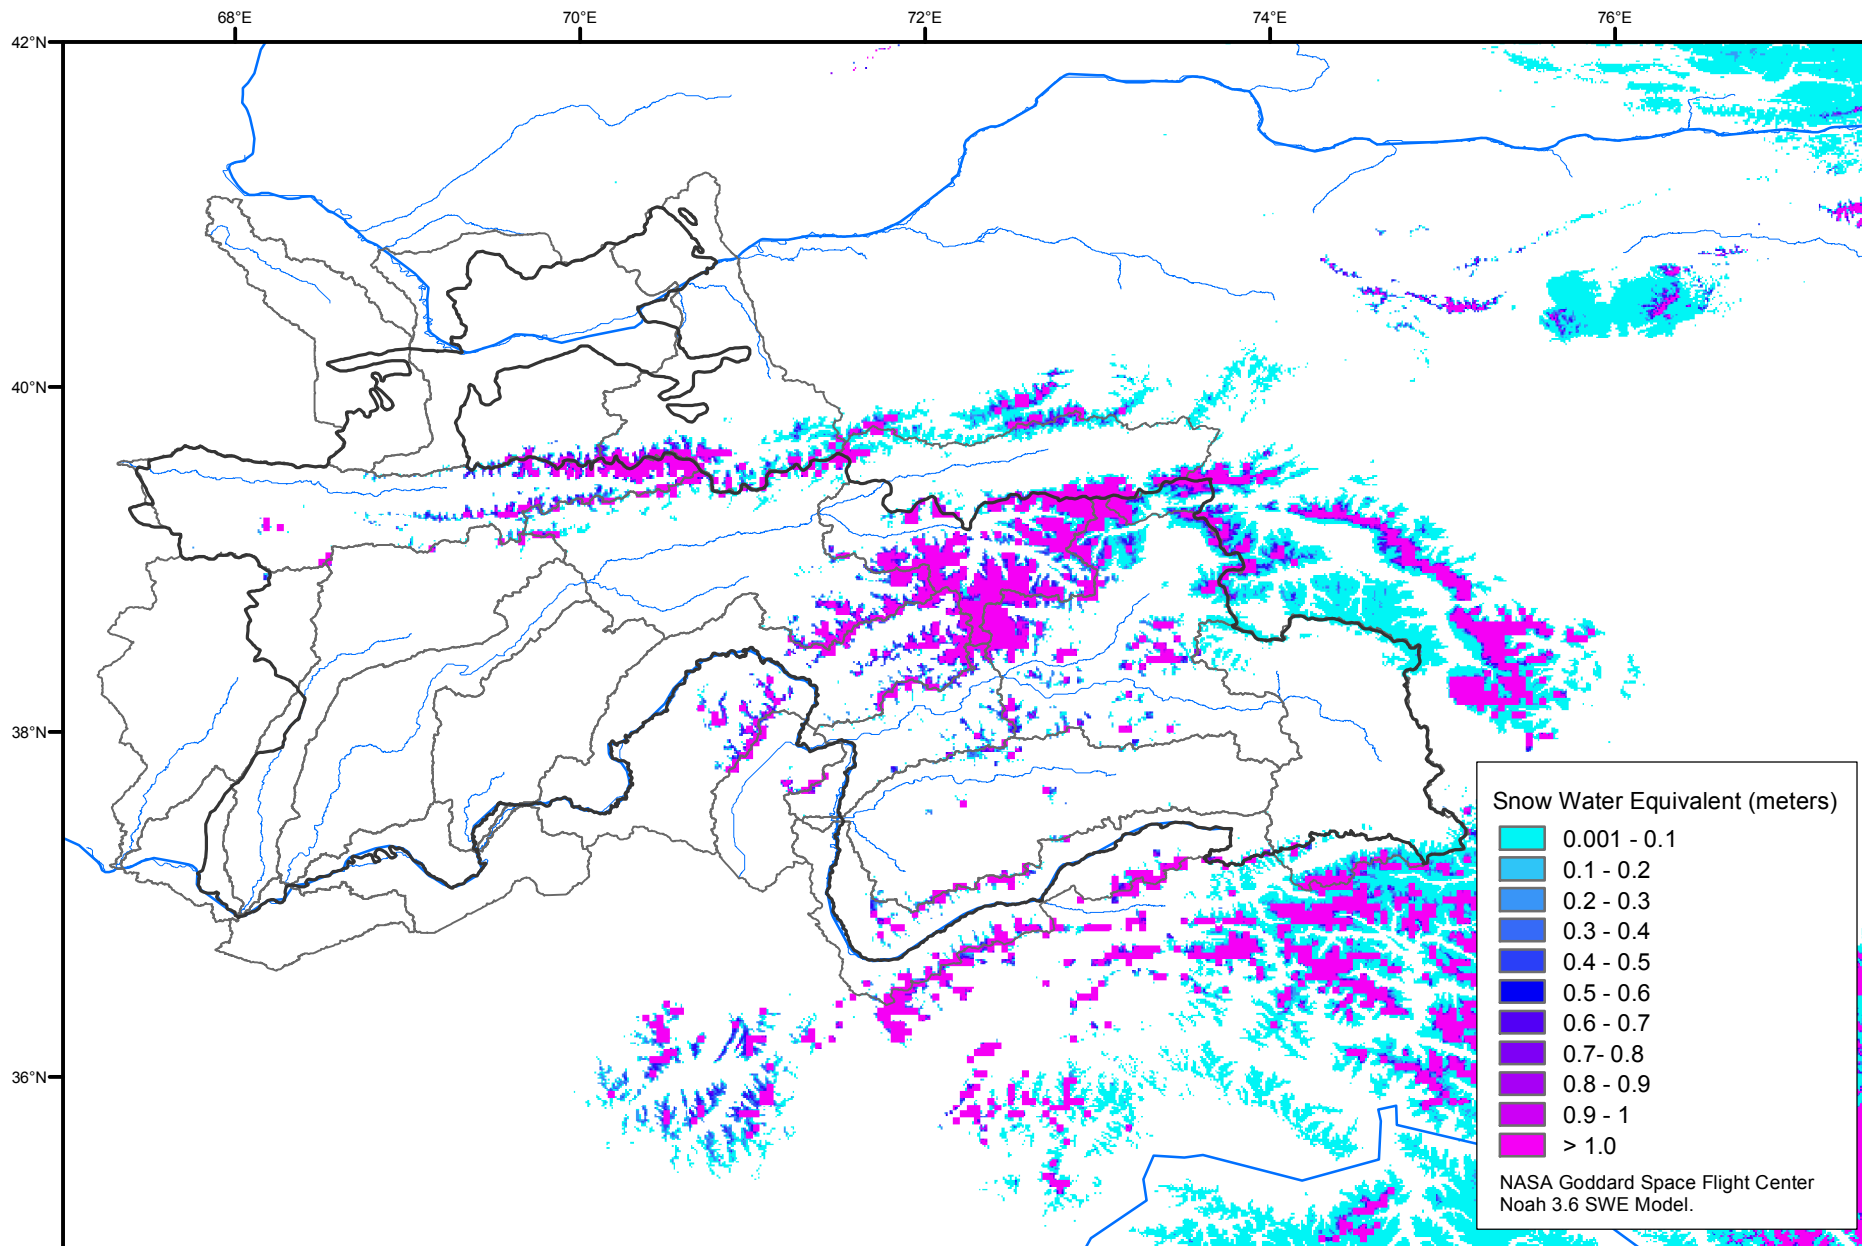 68°E
70°E
72°E
74°E
76°E
42°N
40°N
38°N
36°N
Snow Water Equivalent (meters)
0.001 - 0.1
0.1 - 0.2
0.2 - 0.3
0.3 - 0.4
0.4 - 0.5
0.5 - 0.6
0.6 - 0.7
0.7- 0.8
0.8 - 0.9
0.9 - 1
> 1.0
NASA Goddard Space Flight Center
Noah 3.6 SWE Model.